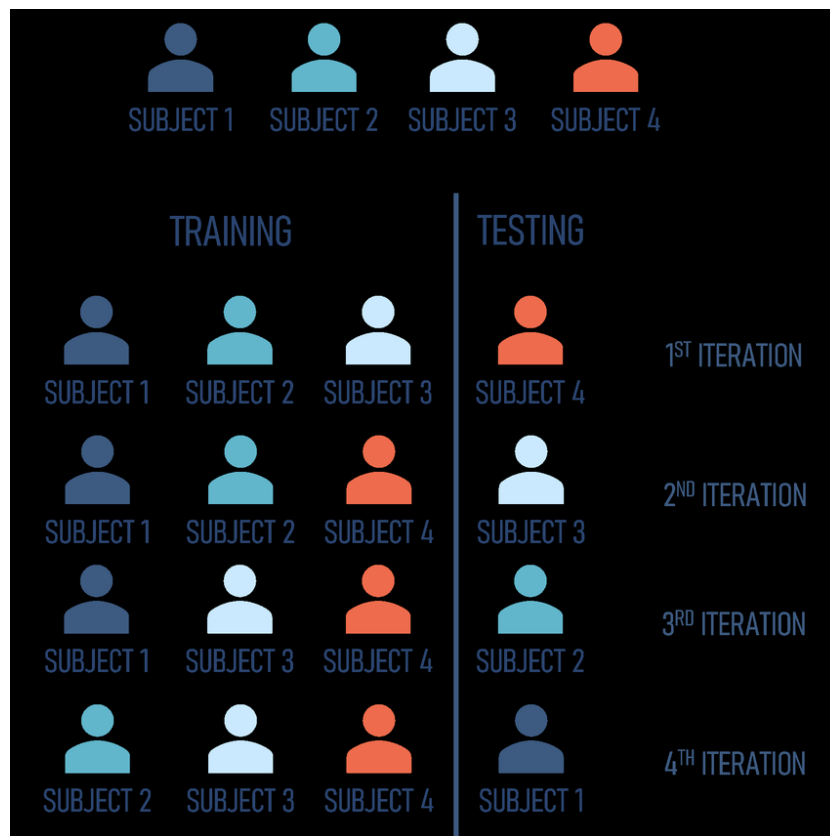 SUBJECT 1 SUBJECT 2 SUBJECT 3 SUBJECT 4
TRAINING TESTING
1ST ITERATION
SUBJECT 1 SUBJECT 2 SUBJECT 3 SUBJECT 4
2ND ITERATION
SUBJECT 1 SUBJECT 2 SUBJECT 4 SUBJECT 3
3RD ITERATION
SUBJECT 1 SUBJECT 3 SUBJECT 4 SUBJECT 2
4TH ITERATION
SUBJECT 2 SUBJECT 3 SUBJECT 4 SUBJECT 1